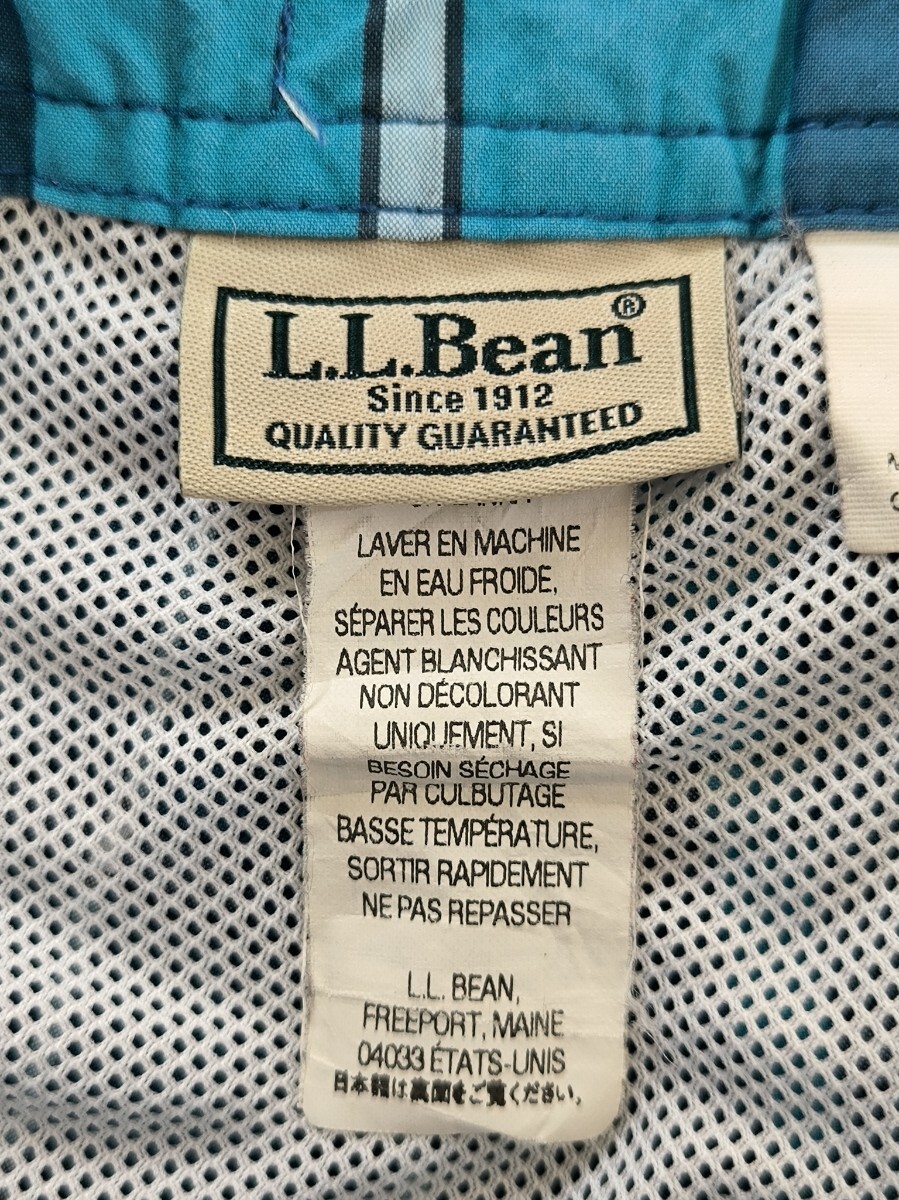 L.L.Bean®
Since 1912
QUALITY GUARANTEED
LAVER EN MACHINE
EN EAU FROIDE,
SÉPARER LES COULEURS
AGENT BLANCHISSANT
NON DÉCOLORANT
UNIQUEMENT, SI
BESOIN SÉCHAGE
PAR CULBUTAGE
BASSE TEMPÉRATURE,
SORTIR RAPIDEMENT
NE PAS REPASSER
L.L. BEAN,
FREEPORT, MAINE
04033 ÉTATS-UNIS
日本語は裏面をご覧ください。